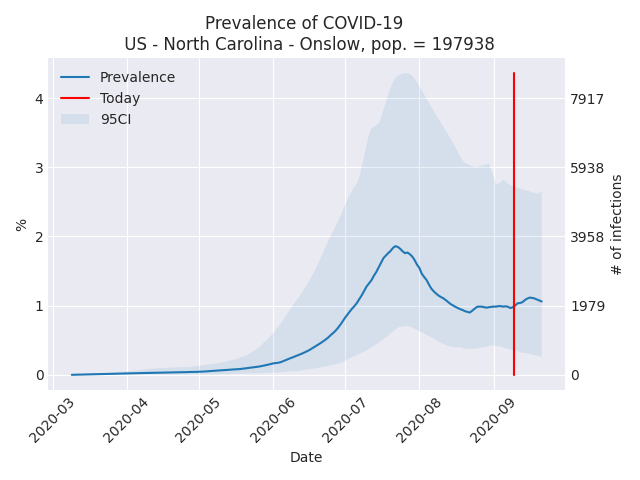 Prevalence of COVID-19
US - North Carolina - Onslow, pop. = 197938
Prevalence
Today
95CI
4
3
2
1
0
%
7917
5938
3958
1979
0
# of infections
2020-03
2020-04
2020-05
2020-06
2020-07
2020-08
2020-09
Date